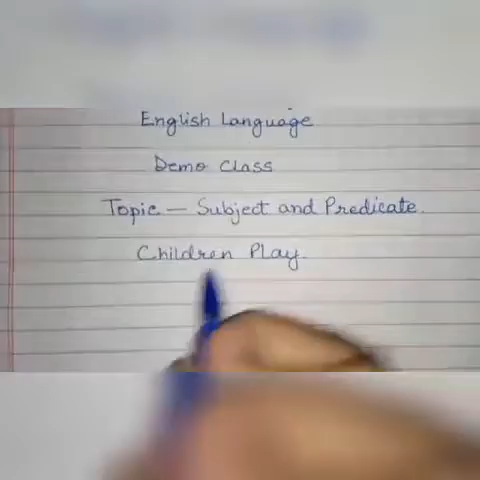 English Language
Demo Class
Topic — Subject and Predicate.
Children Play.